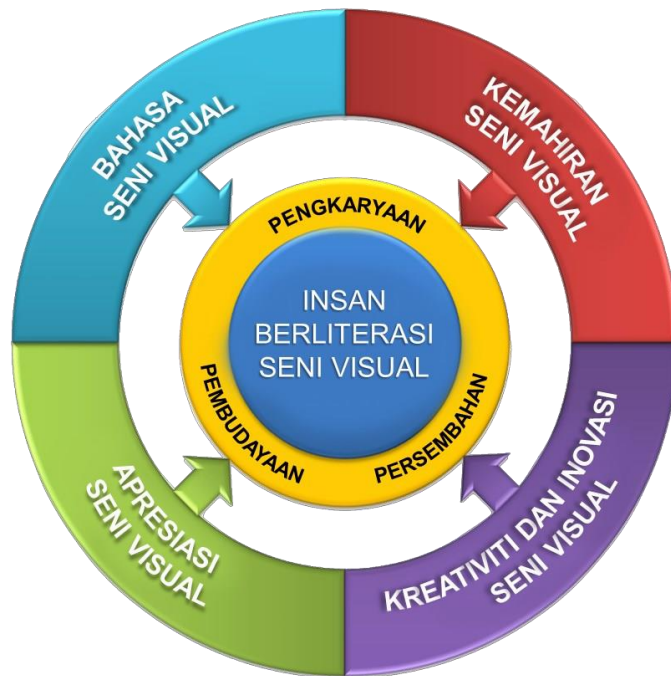 BAHASA
SENI VISUAL
KEMAHIRAN
SENI VISUAL
PENGKARYAAN
INSAN
BERLITERASI
SENI VISUAL
PEMBUDAYAAN
PERSEMBAHAN
APRESIASI
SENI VISUAL
KREATIVITI DAN INOVASI
SENI VISUAL